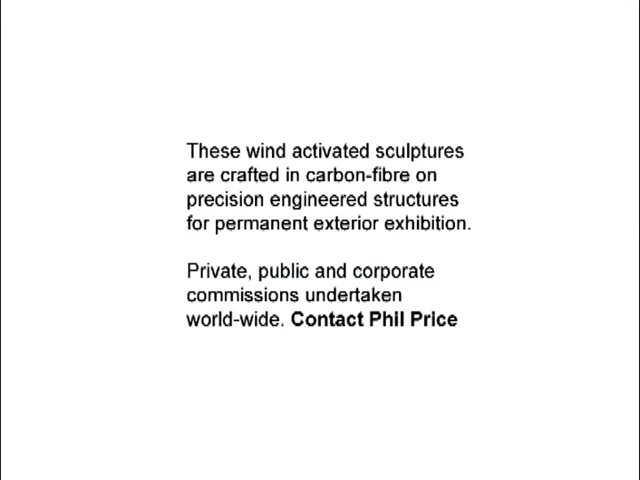 These wind activated sculptures
are crafted in carbon-fibre on
precision engineered structures
for permanent exterior exhibition.
Private, public and corporate
commissions undertaken
world-wide. Contact Phil Price